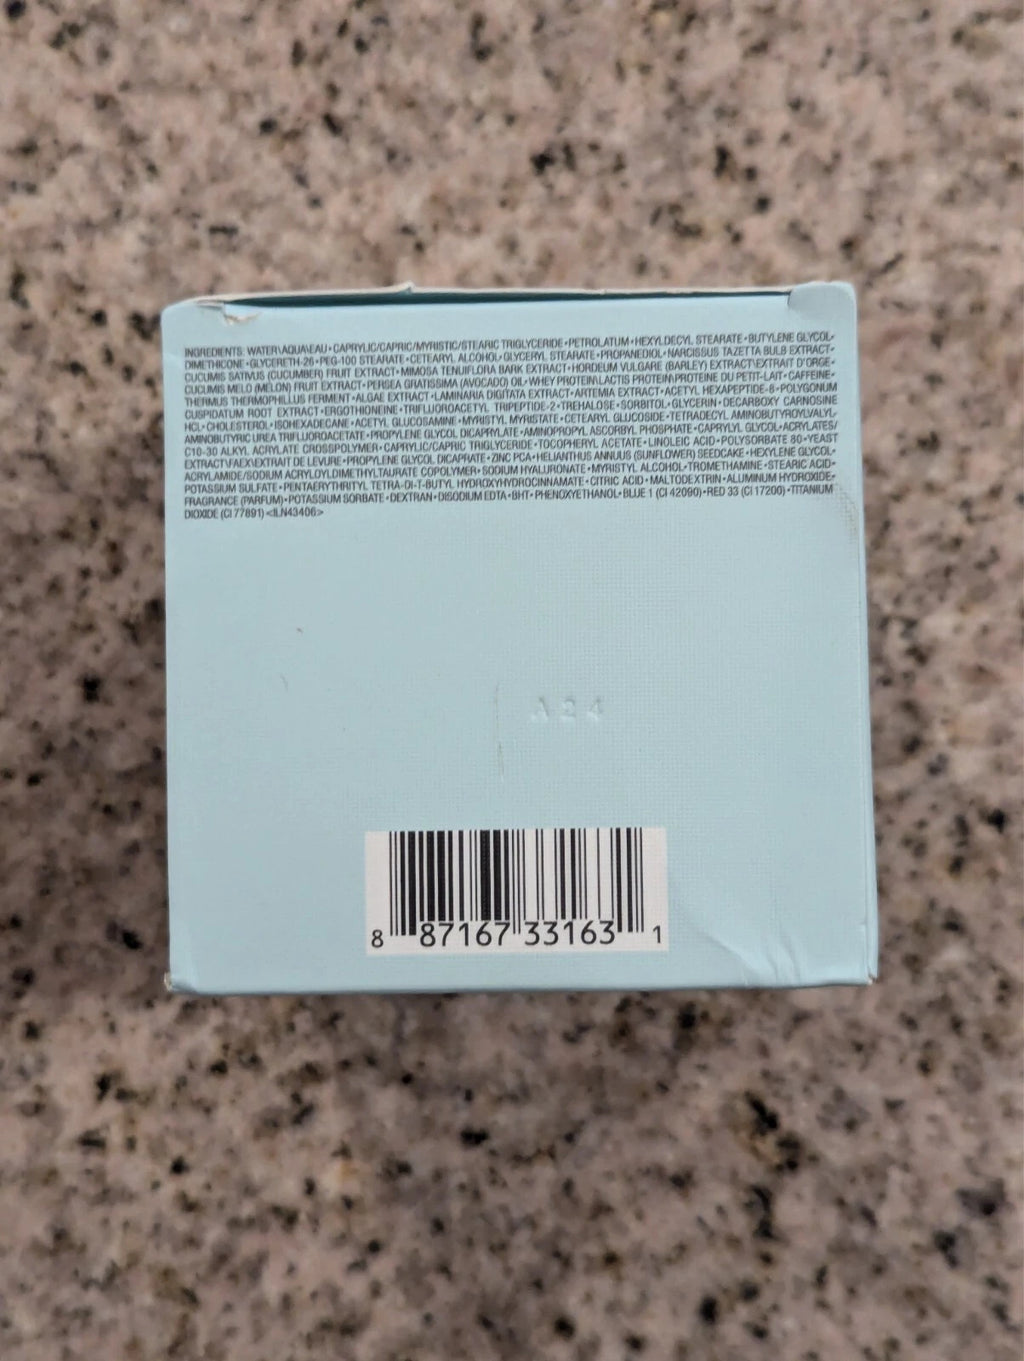 INGREDIENTS: WATER\AQUA\EAU • CAPRYLIC/CAPRIC/MYRISTIC/STEARIC TRIGLYCERIDE • PETROLATUM • HEXYLDECYL STEARATE • BUTYLENE GLYCOL •
DIMETHICONE • GLYCERETH-26 • PEG-100 STEARATE • CETEARYL ALCOHOL • GLYCERYL STEARATE • PROPANEDIOL • NARCISSUS TAZETTA BULB EXTRACT •
CUCUMIS SATIVUS (CUCUMBER) FRUIT EXTRACT • MIMOSA TENUIFLORA BARK EXTRACT • HORDEUM VULGARE (BARLEY) EXTRACT\EXTRAIT D'ORGE •
CUCUMIS MELO (MELON) FRUIT EXTRACT • PERSEA GRATISSIMA (AVOCADO) OIL • WHEY PROTEIN\LACTIS PROTEIN\PROTÉINE DU PETIT-LAIT • CAFFEINE •
THERMUS THERMOPHILLUS FERMENT • ALGAE EXTRACT • LAMINARIA DIGITATA EXTRACT • ARTEMIA EXTRACT • ACETYL HEXAPEPTIDE-8 • POLYGONUM
CUSPIDATUM ROOT EXTRACT • ERGOTHIONEINE • TRIFLUOROACETYL TRIPEPTIDE-2 • TREHALOSE • SORBITOL • GLYCERIN • DECARBOXY CARNOSINE
HCL • CHOLESTEROL • ISOHEXADECANE • ACETYL GLUCOSAMINE • MYRISTYL MYRISTATE • CETEARYL GLUCOSIDE • TETRADECYL AMINOBUTYROYLVALYL-
AMINOBUTYRIC UREA TRIFLUOROACETATE • PROPYLENE GLYCOL DICAPRYLATE • AMINOPROPYL ASCORBYL PHOSPHATE • CAPRYLYL GLYCOL • ACRYLATES/
C10-30 ALKYL ACRYLATE CROSSPOLYMER • CAPRYLIC/CAPRIC TRIGLYCERIDE • TOCOPHERYL ACETATE • LINOLEIC ACID • POLYSORBATE 80 • YEAST
EXTRACT\FAEX\EXTRAIT DE LEVURE • PROPYLENE GLYCOL DICAPRATE • ZINC PCA • HELIANTHUS ANNUUS (SUNFLOWER) SEEDCAKE • HEXYLENE GLYCOL •
ACRYLAMIDE/SODIUM ACRYLOYLDIMETHYLTAURATE COPOLYMER • SODIUM HYALURONATE • MYRISTYL ALCOHOL • TROMETHAMINE • STEARIC ACID •
POTASSIUM SULFATE • PENTAERYTHRITYL TETRA-DI-T-BUTYL HYDROXYHYDROCINNAMATE • CITRIC ACID • MALTODEXTRIN • ALUMINUM HYDROXIDE •
FRAGRANCE (PARFUM) • POTASSIUM SORBATE • DEXTRAN • DISODIUM EDTA • BHT • PHENOXYETHANOL • BLUE 1 (CI 42090) • RED 33 (CI 17200) • TITANIUM
DIOXIDE (CI 77891) <ILN43406>
A24
8 87167 33163 1